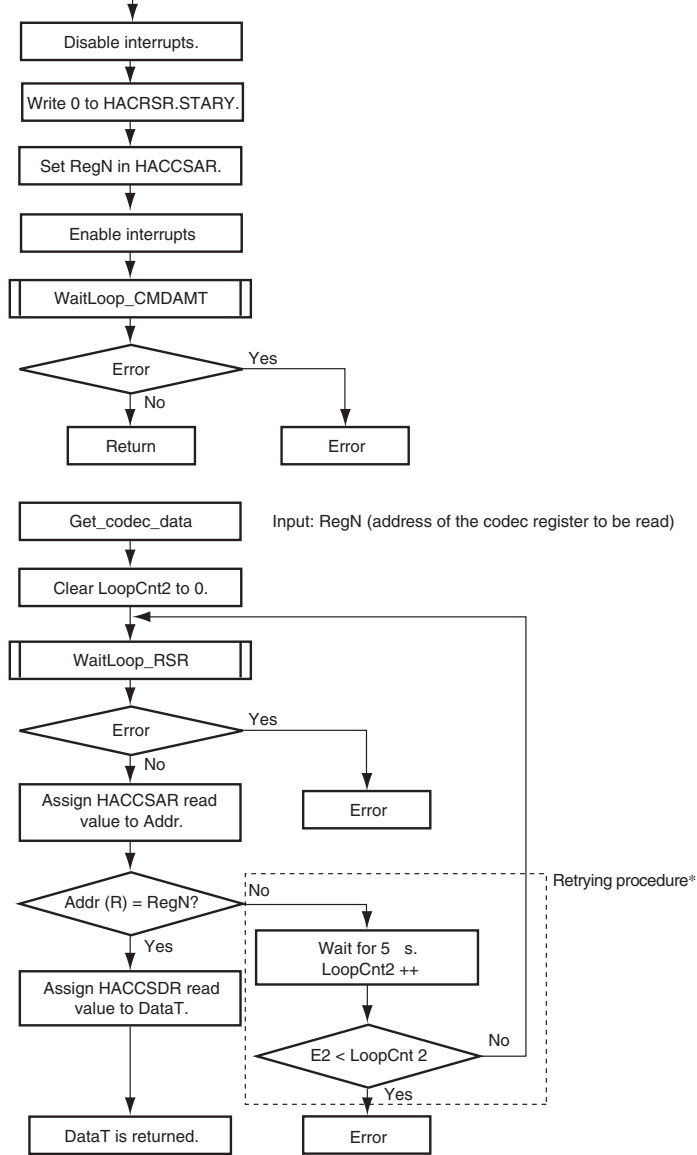 Disable interrupts.
Write 0 to HACRSR.STARY.
Set RegN in HACCSAR.
Enable interrupts
WaitLoop_CMDAMT
Error
Yes
No
Return
Error
Get_codec_data
Input: RegN (address of the codec register to be read)
Clear LoopCnt2 to 0.
WaitLoop_RSR
Error
Yes
No
Assign HACCSAR read
value to Addr.
Error
Addr (R) = RegN?
No
Retrying procedure*
Yes
Wait for 5 s.
LoopCnt2 ++
Assign HACCSDR read
value to DataT.
E2 < LoopCnt 2
No
Yes
DataT is returned.
Error